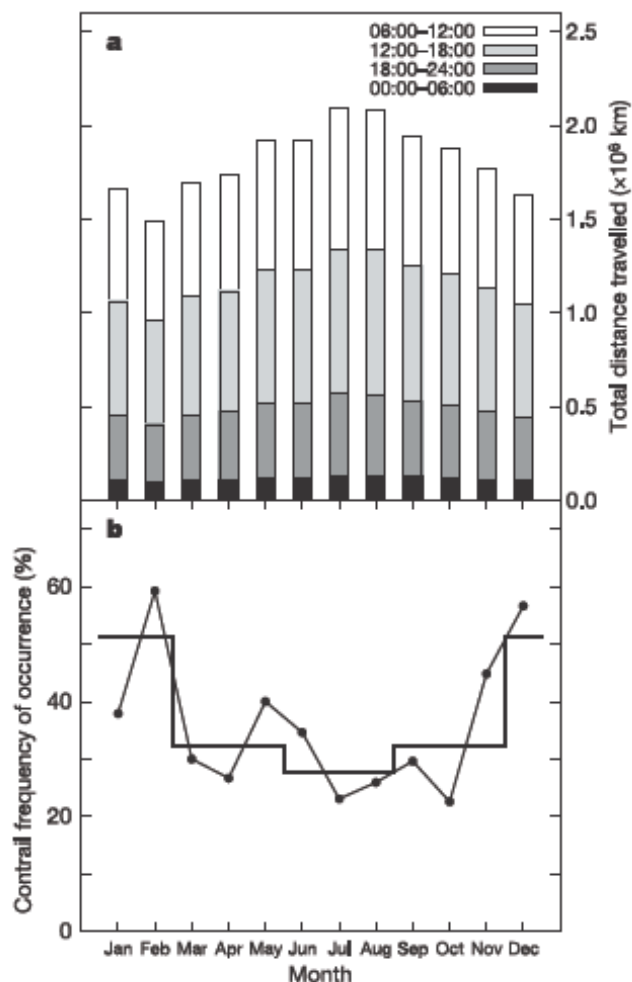 a
06:00–12:00
12:00–18:00
18:00–24:00
00:00–06:00
2.5
2.0
1.5
1.0
0.5
0.0
Total distance travelled (×10⁶ km)
b
60
40
20
0
Contrail frequency of occurrence (%)
Jan Feb Mar Apr May Jun Jul Aug Sep Oct Nov Dec
Month